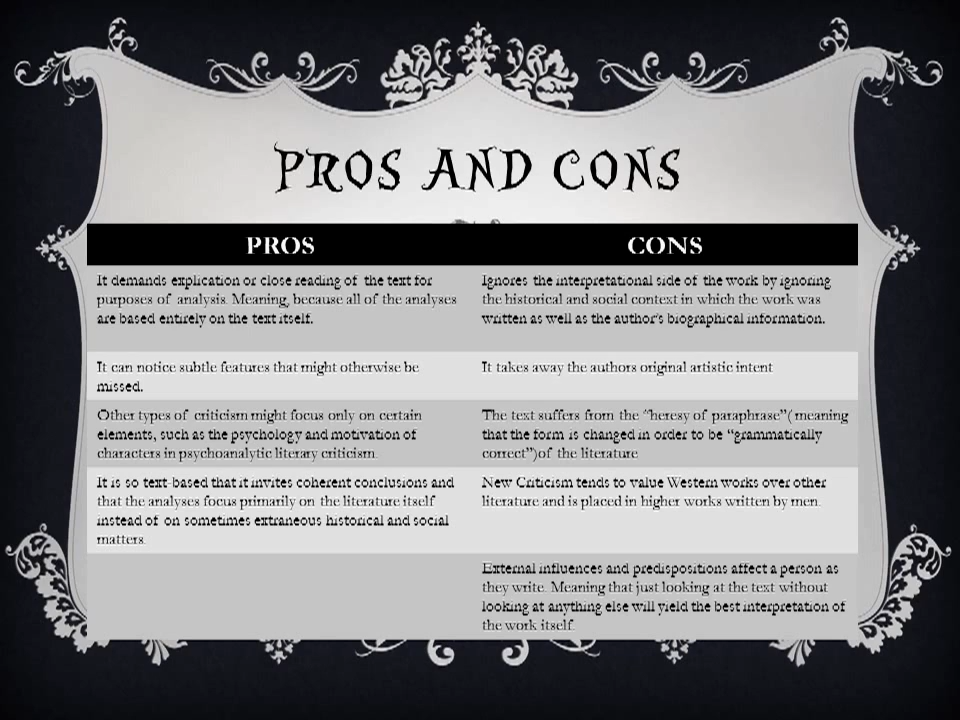 PROS AND CONS
PROS
CONS
It demands explication or close reading of the text for
purposes of analysis. Meaning, because all of the analyses
are based entirely on the text itself.
Ignores the interpretational side of the work by ignoring
the historical and social context in which the work was
written as well as the author's biographical information.
It can notice subtle features that might otherwise be
missed.
It takes away the authors original artistic intent
Other types of criticism might focus only on certain
elements, such as the psychology and motivation of
characters in psychoanalytic literary criticism.
The text suffers from the "heresy of paraphrase"( meaning
that the form is changed in order to be "grammatically
correct")of the literature
It is so text-based that it invites coherent conclusions and
that the analyses focus primarily on the literature itself
instead of on sometimes extraneous historical and social
matters.
New Criticism tends to value Western works over other
literature and is placed in higher works written by men.
External influences and predispositions affect a person as
they write. Meaning that just looking at the text without
looking at anything else will yield the best interpretation of
the work itself.